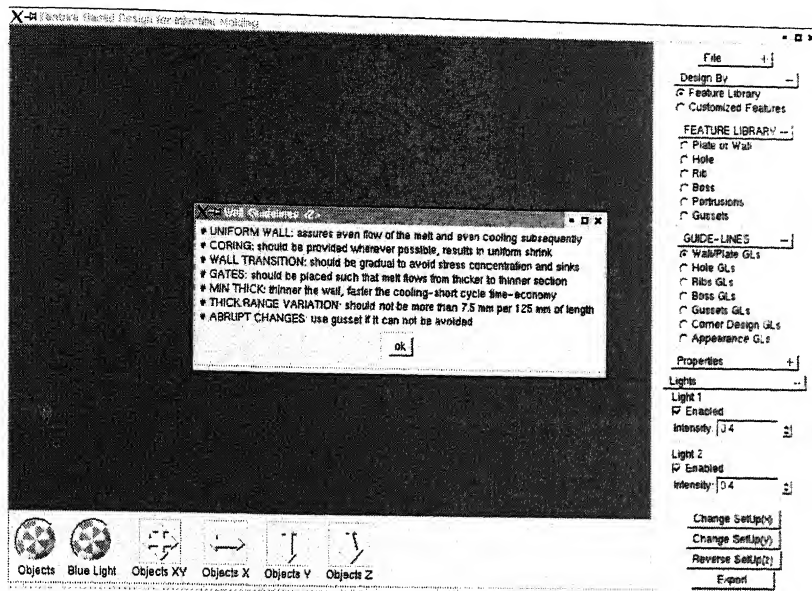 Feature Based Design for Injection Molding
File
Design By
Feature Library
Customized Features
FEATURE LIBRARY
Plate or Wall
Hole
Rib
Boss
Portrusions
Gussets
GUIDE-LINES
Wall/Plate GLs
Hole GLs
Ribs GLs
Boss GLs
Gussets GLs
Corner Design GLs
Appearance GLs
Properties
Lights
Light 1
Enabled
Intensity: 0.4
Light 2
Enabled
Intensity: 0.4
Change SetUp(x)
Change SetUp(y)
Reverse SetUp(z)
Export
Wall Guidelines <2>
# UNIFORM WALL: assures even flow of the melt and even cooling subsequently
# CORING: should be provided wherever possible, results in uniform shrink
# WALL TRANSITION: should be gradual to avoid stress concentration and sinks
# GATES: should be placed such that melt flows from thicker to thinner section
# MIN THICK: thinner the wall, faster the cooling-short cycle time-economy
# THICK.RANGE VARIATION: should not be more than 7.5 mm per 125 mm of length
# ABRUPT CHANGES: use gusset if it can not be avoided
ok
Objects Blue Light Objects XY Objects X Objects Y Objects Z